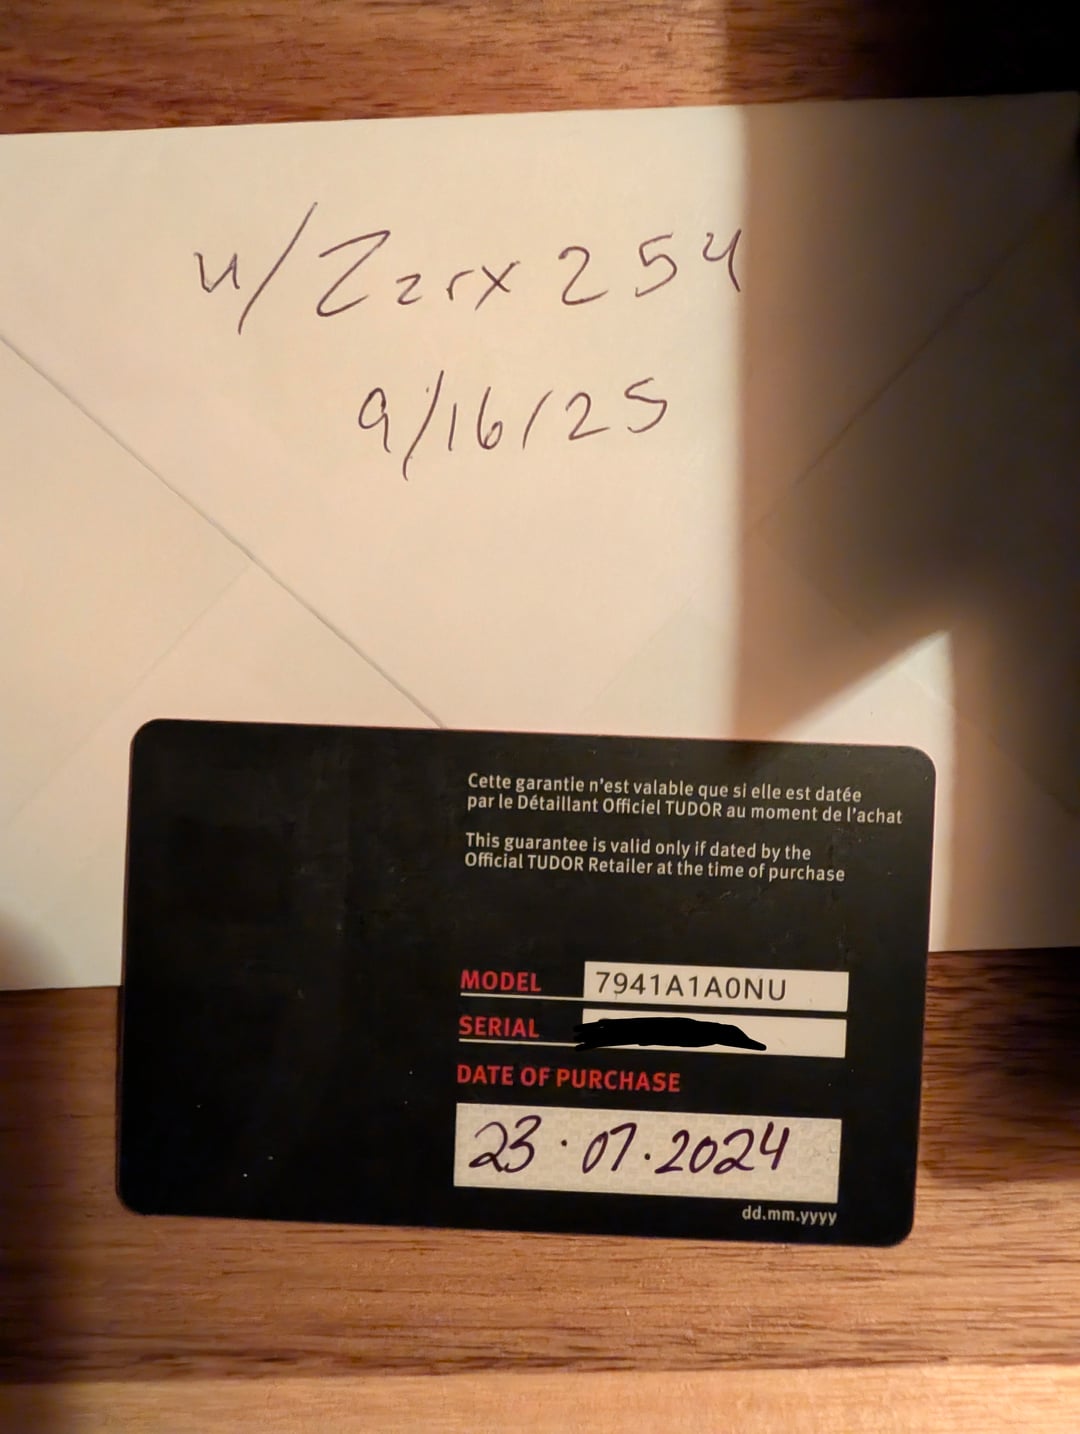 u/Zzrx254
9/16/25
Cette garantie n'est valable que si elle est datée
par le Détaillant Officiel TUDOR au moment de l'achat
This guarantee is valid only if dated by the
Official TUDOR Retailer at the time of purchase
MODEL 7941A1A0NU
SERIAL
DATE OF PURCHASE
23.07.2024
dd.mm.yyyy